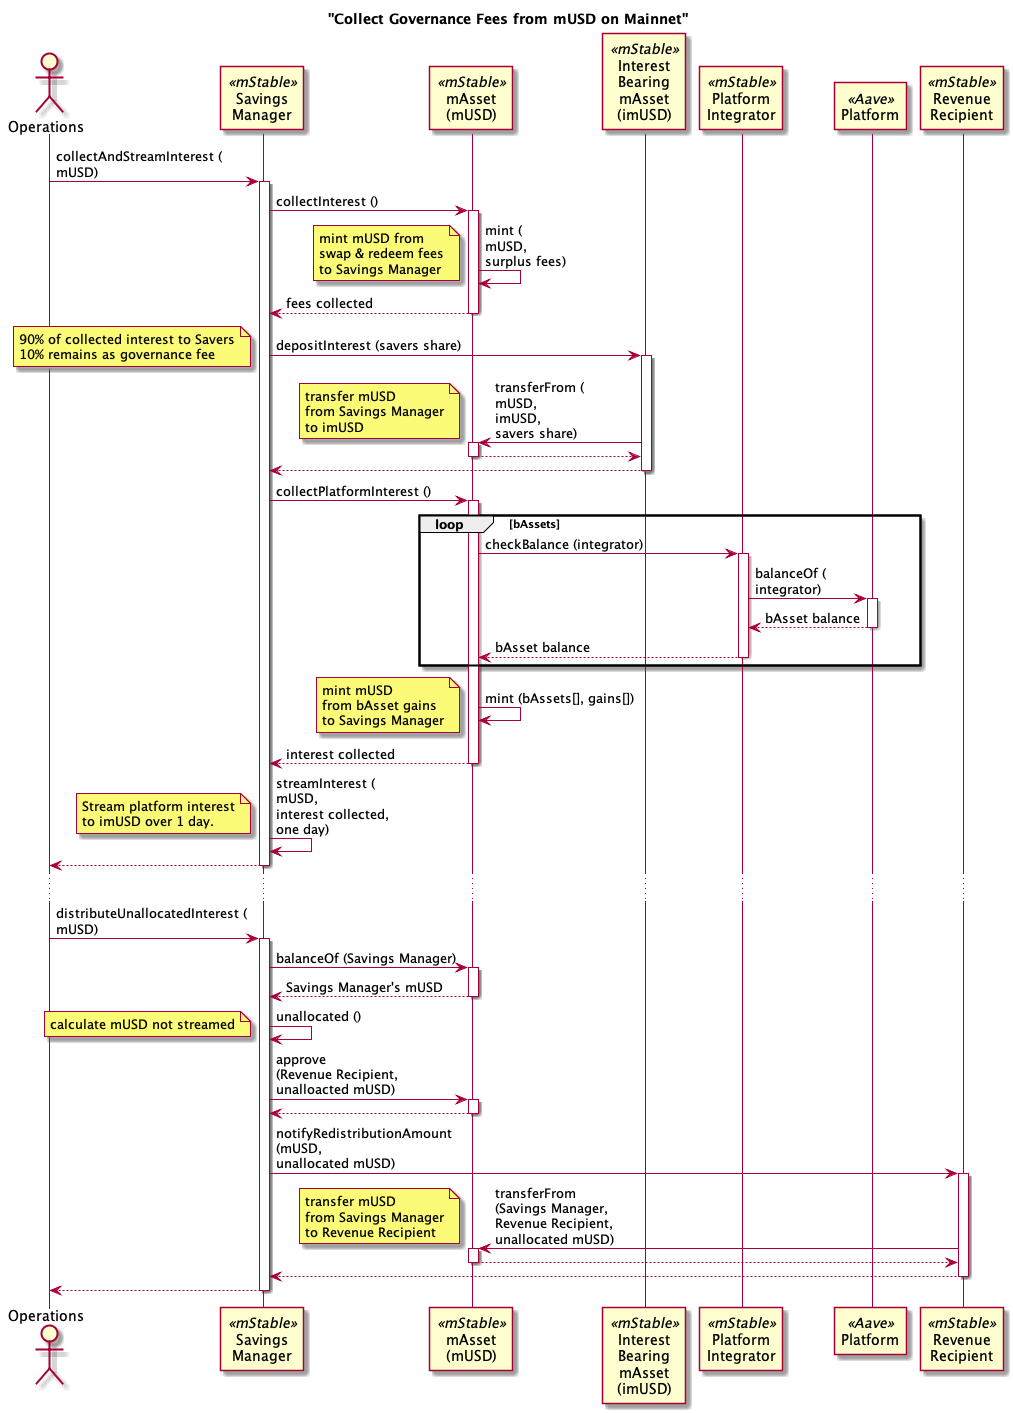 "Collect Governance Fees from mUSD on Mainnet"
Operations
«mStable»
Savings
Manager
«mStable»
mAsset
(mUSD)
«mStable»
Interest
Bearing
mAsset
(imUSD)
«mStable»
Platform
Integrator
«Aave»
Platform
«mStable»
Revenue
Recipient
collectAndStreamInterest (
mUSD)
collectInterest ()
mint mUSD from
swap & redeem fees
to Savings Manager
mint (
mUSD,
surplus fees)
fees collected
90% of collected interest to Savers
10% remains as governance fee
depositInterest (savers share)
transfer mUSD
from Savings Manager
to imUSD
transferFrom (
mUSD,
imUSD,
savers share)
collectPlatformInterest ()
loop
[bAssets]
checkBalance (integrator)
balanceOf (
integrator)
bAsset balance
bAsset balance
mint mUSD
from bAsset gains
to Savings Manager
mint (bAssets[], gains[])
interest collected
streamInterest (
mUSD,
interest collected,
one day)
Stream platform interest
to imUSD over 1 day.
distributeUnallocatedInterest (
mUSD)
balanceOf (Savings Manager)
Savings Manager's mUSD
calculate mUSD not streamed
unallocated ()
approve
(Revenue Recipient,
unalloacted mUSD)
notifyRedistributionAmount
(mUSD,
unallocated mUSD)
transfer mUSD
from Savings Manager
to Revenue Recipient
transferFrom
(Savings Manager,
Revenue Recipient,
unallocated mUSD)
Operations
«mStable»
Savings
Manager
«mStable»
mAsset
(mUSD)
«mStable»
Interest
Bearing
mAsset
(imUSD)
«mStable»
Platform
Integrator
«Aave»
Platform
«mStable»
Revenue
Recipient